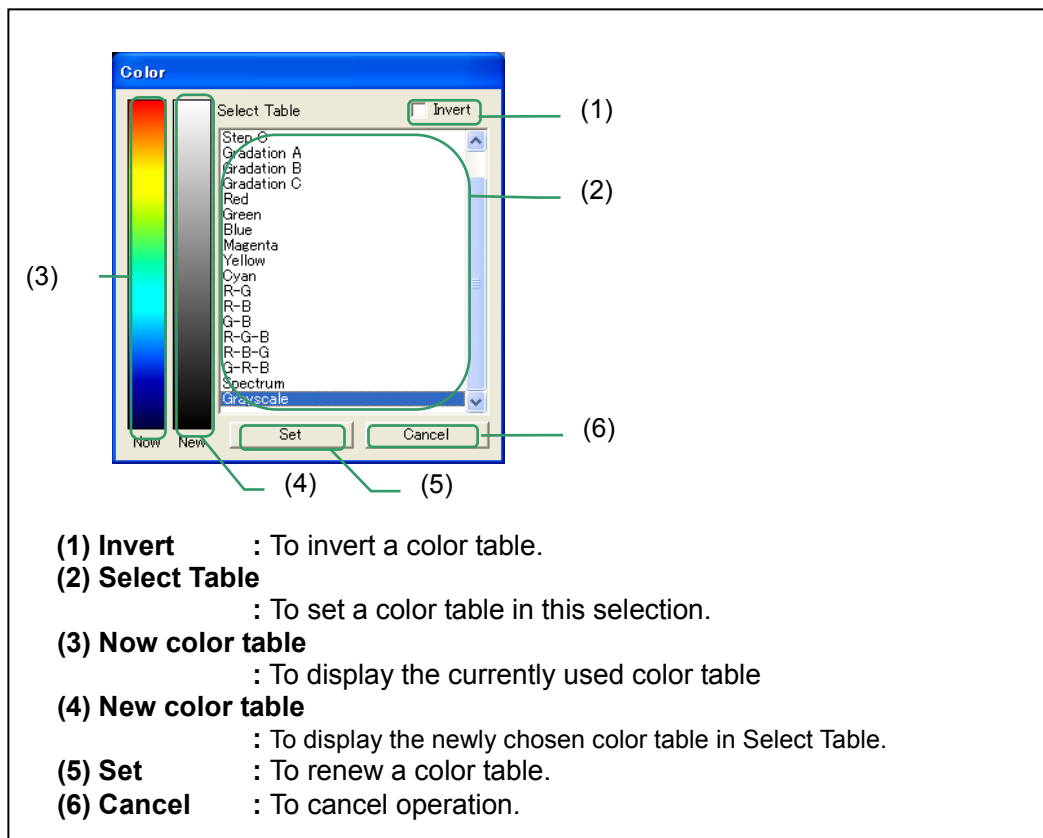 Color
Select Table
Invert
(1)
Step C
Gradation A
Gradation B
Gradation C
(2)
Red
Green
Blue
Magenta
Yellow
Cyan
(3)
R-G
R-B
G-B
R-G-B
R-B-G
G-R-B
Spectrum
Grayscale
Now
New
Set
Cancel
(6)
(4)
(5)
(1) Invert : To invert a color table.
(2) Select Table
: To set a color table in this selection.
(3) Now color table
: To display the currently used color table
(4) New color table
: To display the newly chosen color table in Select Table.
(5) Set : To renew a color table.
(6) Cancel : To cancel operation.